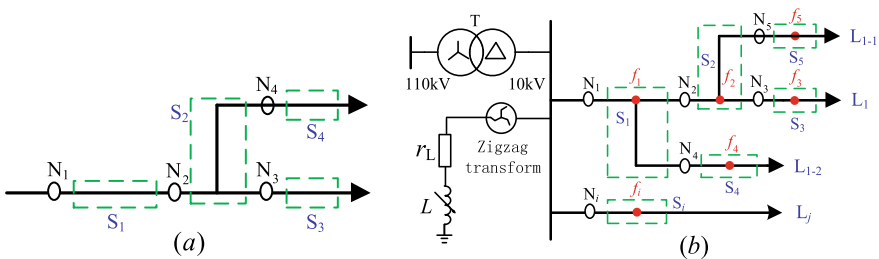 N₁
S₁
N₂
S₂
N₄
S₄
N₃
S₃
(a)
T
110kV
10kV
r_L
Zigzag
transform
L
N₁
f₁
S₁
N₂
S₂
f₂
N₅
f₅
S₅
L₁₋₁
N₃
f₃
S₃
L₁
N₄
f₄
S₄
L₁₋₂
Nᵢ
fᵢ
Sᵢ
Lⱼ
(b)